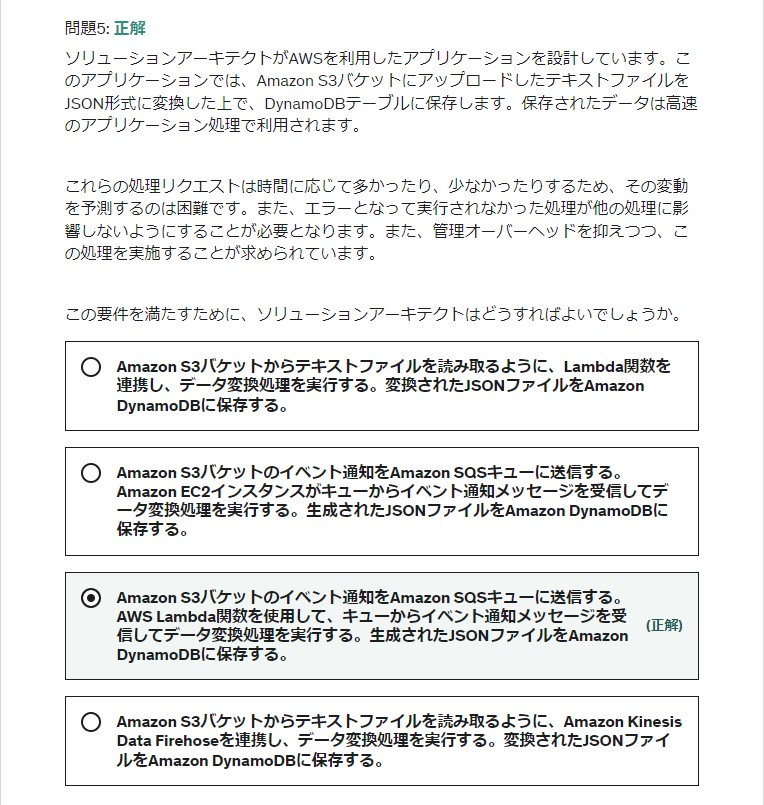 問題5: 正解
ソリューションアーキテクトがAWSを利用したアプリケーションを設計しています。こ
のアプリケーションでは、Amazon S3バケットにアップロードしたテキストファイルを
JSON形式に変換した上で、DynamoDBテーブルに保存します。保存されたデータは高速
のアプリケーション処理で利用されます。
これらの処理リクエストは時間に応じて多かったり、少なかったりするため、その変動
を予測するのは困難です。また、エラーとなって実行されなかった処理が他の処理に影
響しないようにすることが必要となります。また、管理オーバーヘッドを抑えつつ、こ
の処理を実施することが求められています。
この要件を満たすために、ソリューションアーキテクトはどうすればよいでしょうか。
Amazon S3バケットからテキストファイルを読み取るように、Lambda関数を
連携し、データ変換処理を実行する。変換されたJSONファイルをAmazon
DynamoDBに保存する。
Amazon S3バケットのイベント通知をAmazon SQSキューに送信する。
Amazon EC2インスタンスがキューからイベント通知メッセージを受信してデ
ータ変換処理を実行する。生成されたJSONファイルをAmazon DynamoDBに
保存する。
Amazon S3バケットのイベント通知をAmazon SQSキューに送信する。
AWS Lambda関数を使用して、キューからイベント通知メッセージを受
信してデータ変換処理を実行する。生成されたJSONファイルをAmazon
DynamoDBに保存する。
(正解)
Amazon S3バケットからテキストファイルを読み取るように、Amazon Kinesis
Data Firehoseを連携し、データ変換処理を実行する。変換されたJSONファイ
ルをAmazon DynamoDBに保存する。